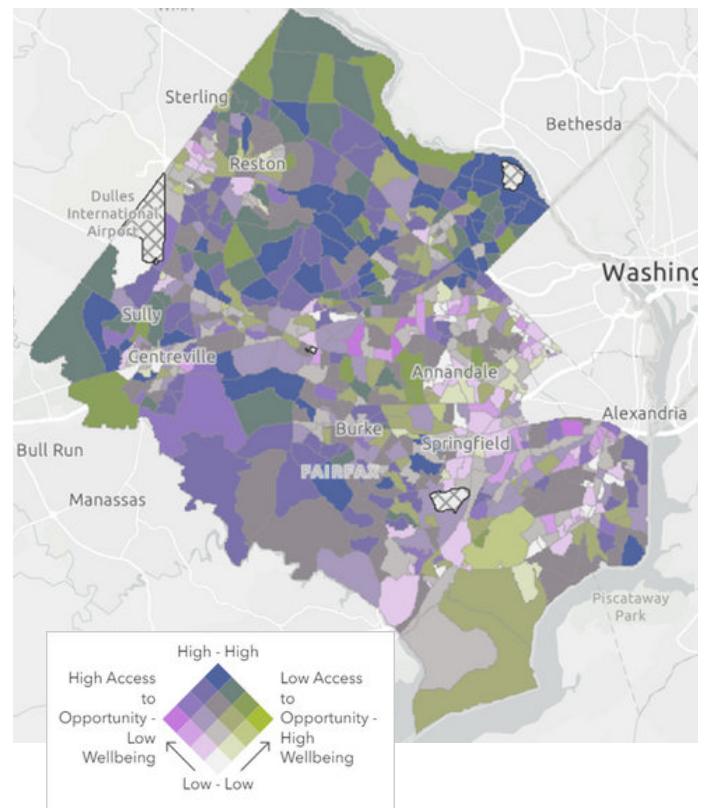 Sterling
Bethesda
Reston
Dulles
International
Airport
Washing
Sully
Centreville
Annandale
Alexandria
Burke
Springfield
Bull Run
FAIRFAX
Manassas
Piscataway
Park
High - High
High Access
to
Opportunity -
Low
Wellbeing
Low Access
to
Opportunity -
High
Wellbeing
Low - Low